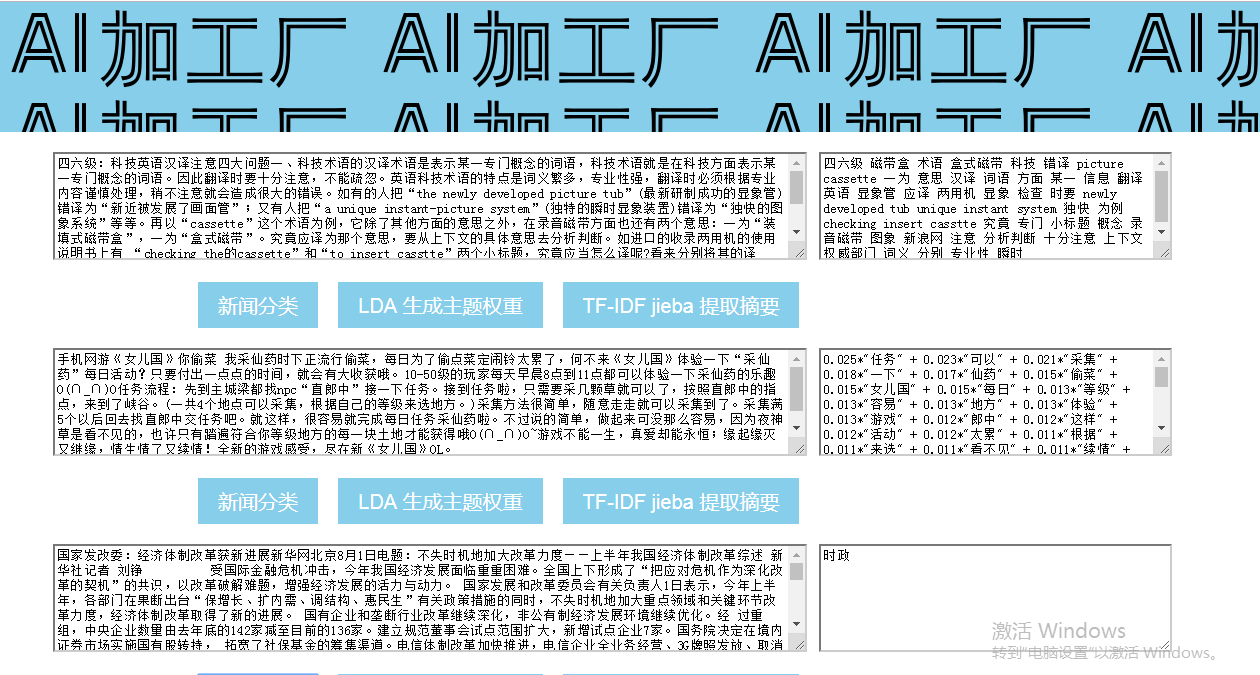 AI加工厂 AI加工厂 AI加工厂 AI加
AI加工厂 AI加工厂 AI加工厂 AI加
四六级：科技英语汉译注意四大问题一、科技术语的汉译术语是表示某一专门概念的词语，科技术语就是在科技方面表示某
一专门概念的词语。因此翻译时要十分注意，不能疏忽。英语科技术语的特点是词义繁多，专业性强，翻译时必须根据专业
内容谨慎处理，稍不注意就会造成很大的错误。如有的人把“the newly developed picture tub”(最新研制成功的显象管)
错译为“新近被发展了画面管”；又有人把“a unique instant-picture system”(独特的瞬时显象装置)错译为“独快的图
象系统”等等。再以“cassette”这个术语为例，它除了其他方面的意思之外，在录音磁带方面也还有两个意思：一为“装
填式磁带盒”，一为“盒式磁带”。究竟应译为那个意思，要从上下文的具体意思去分析判断。如进口的收录两用机的使用
说明书上有 “checking the的cassette”和“to insert casstte”两个小标题，究竟应当怎么译呢?看来分别将其的译
四六级 磁带盒 术语 盒式磁带 科技 错译 picture
cassette 一为 意思 汉译 词语 方面 某一 信息 翻译
英语 显象管 应译 两用机 显象 检查 时要 newly
developed tub unique instant system 独快 为例
checking insert casstte 究竟 专门 小标题 概念 录
音磁带 图象 新浪网 注意 分析判断 十分注意 上下文
权威部门 词义 分别 专业性 瞬时
新闻分类
LDA 生成主题权重
TF-IDF jieba 提取摘要
手机网游《女儿国》你偷菜 我采仙药时下正流行偷菜，每日为了偷点菜定闹铃太累了，何不来《女儿国》体验一下“采仙
药”每日活动？只要付出一点点的时间，就会有大收获哦。10-50级的玩家每天早晨8点到11点都可以体验一下采仙药的乐趣
O(∩_∩)O任务流程：先到主城梁都找npc“直郎中”接一下任务。接到任务啦，只需要采几颗草就可以了，按照直郎中的指
点，来到了峡谷。（一共4个地点可以采集，根据自己的等级来选地方。）采集方法很简单，随意走走就可以采集到了。采集满
5个以后回去找直郎中交任务吧。就这样，很容易就完成每日任务采仙药啦。不过说的简单，做起来可没那么容易，因为夜神
草是看不见的，也许只有踏遍符合你等级地方的每一块土地才能获得哦O(∩_∩)O~游戏不能一生，真爱却能永恒；缘起缘灭
又继缘，情生情了又续情！全新的游戏感受，尽在新《女儿国》OL。
0.025*"任务" + 0.023*"可以" + 0.021*"采集" +
0.018*"一下" + 0.017*"仙药" + 0.015*"偷菜" +
0.015*"女儿国" + 0.015*"每日" + 0.013*"等级" +
0.013*"容易" + 0.013*"地方" + 0.013*"体验" +
0.013*"游戏" + 0.012*"郎中" + 0.012*"这样" +
0.012*"活动" + 0.012*"太累" + 0.011*"根据" +
0.011*"来选" + 0.011*"看不见" + 0.011*"续情" +
新闻分类
LDA 生成主题权重
TF-IDF jieba 提取摘要
国家发改委：经济体制改革获新进展新华网北京8月1日电题：不失时机地加大改革力度－－上半年我国经济体制改革综述 新
华社记者 刘铮 受国际金融危机冲击，今年我国经济发展面临重重困难。全国上下形成了“把应对危机作为深化改
革的契机”的共识，以改革破解难题，增强经济发展的活力与动力。 国家发展和改革委员会有关负责人1日表示，今年上半
年，各部门在果断出台“保增长、扩内需、调结构、惠民生”有关政策措施的同时，不失时机地加大重点领域和关键环节改
革力度，经济体制改革取得了新的进展。 国有企业和垄断行业改革继续深化，非公有制经济发展环境继续优化。经 过重
组，中央企业数量由去年底的142家减至目前的136家。建立规范董事会试点范围扩大，新增试点企业7家。国务院决定在境内
证券市场实施国有股转持， 拓宽了社保基金的筹集渠道。电信体制改革加快推进，电信企业全业务经营、3G牌照发放、取消
时政
激活 Windows
转到"电脑设置"以激活 Windows。